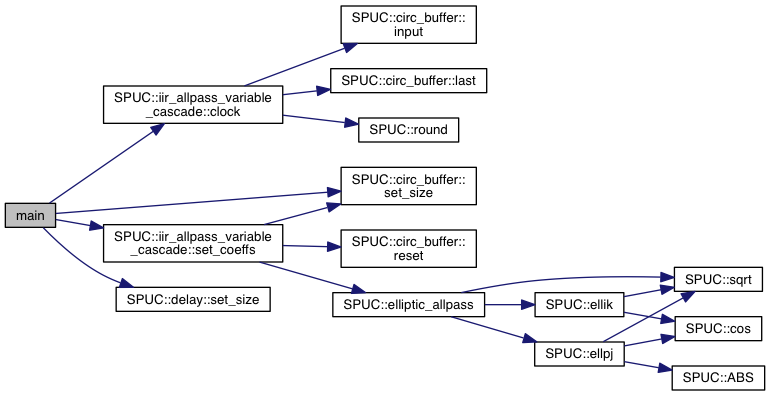 main
SPUC::iir_allpass_variable
_cascade::clock
SPUC::circ_buffer::
input
SPUC::circ_buffer::last
SPUC::round
SPUC::circ_buffer::
set_size
SPUC::iir_allpass_variable
_cascade::set_coeffs
SPUC::circ_buffer::
reset
SPUC::delay::set_size
SPUC::elliptic_allpass
SPUC::ellik
SPUC::ellpj
SPUC::sqrt
SPUC::cos
SPUC::ABS